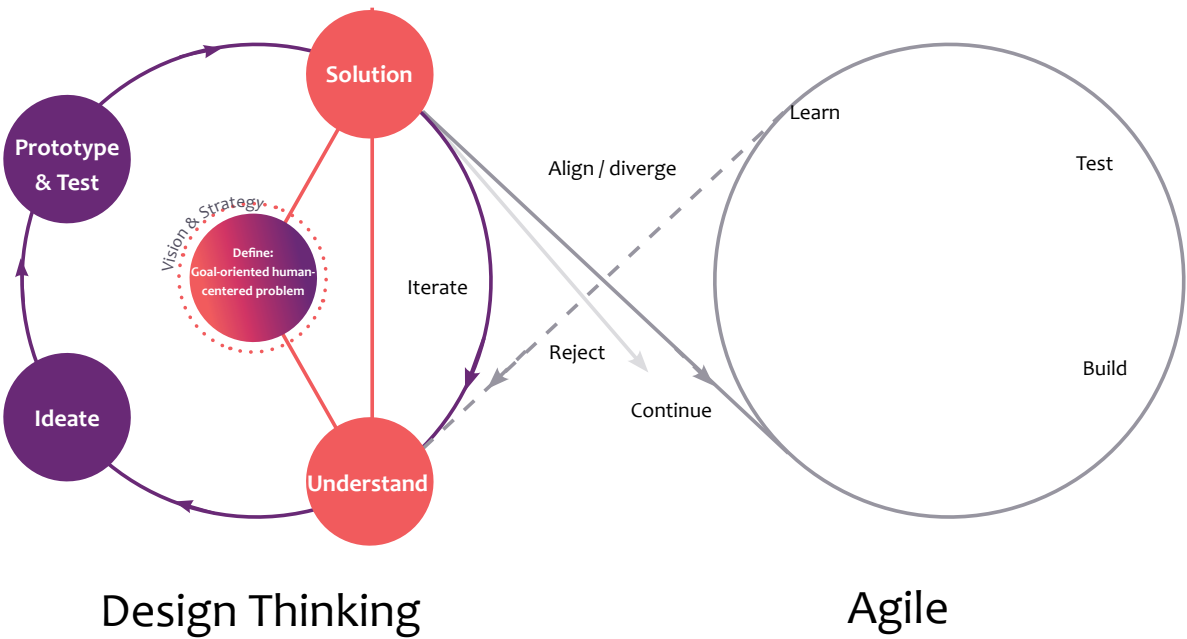 Solution
Prototype
& Test
Vision & Strategy
Define:
Goal-oriented human-
centered problem
Ideate
Understand
Iterate
Align / diverge
Reject
Continue
Learn
Test
Build
Design Thinking
Agile